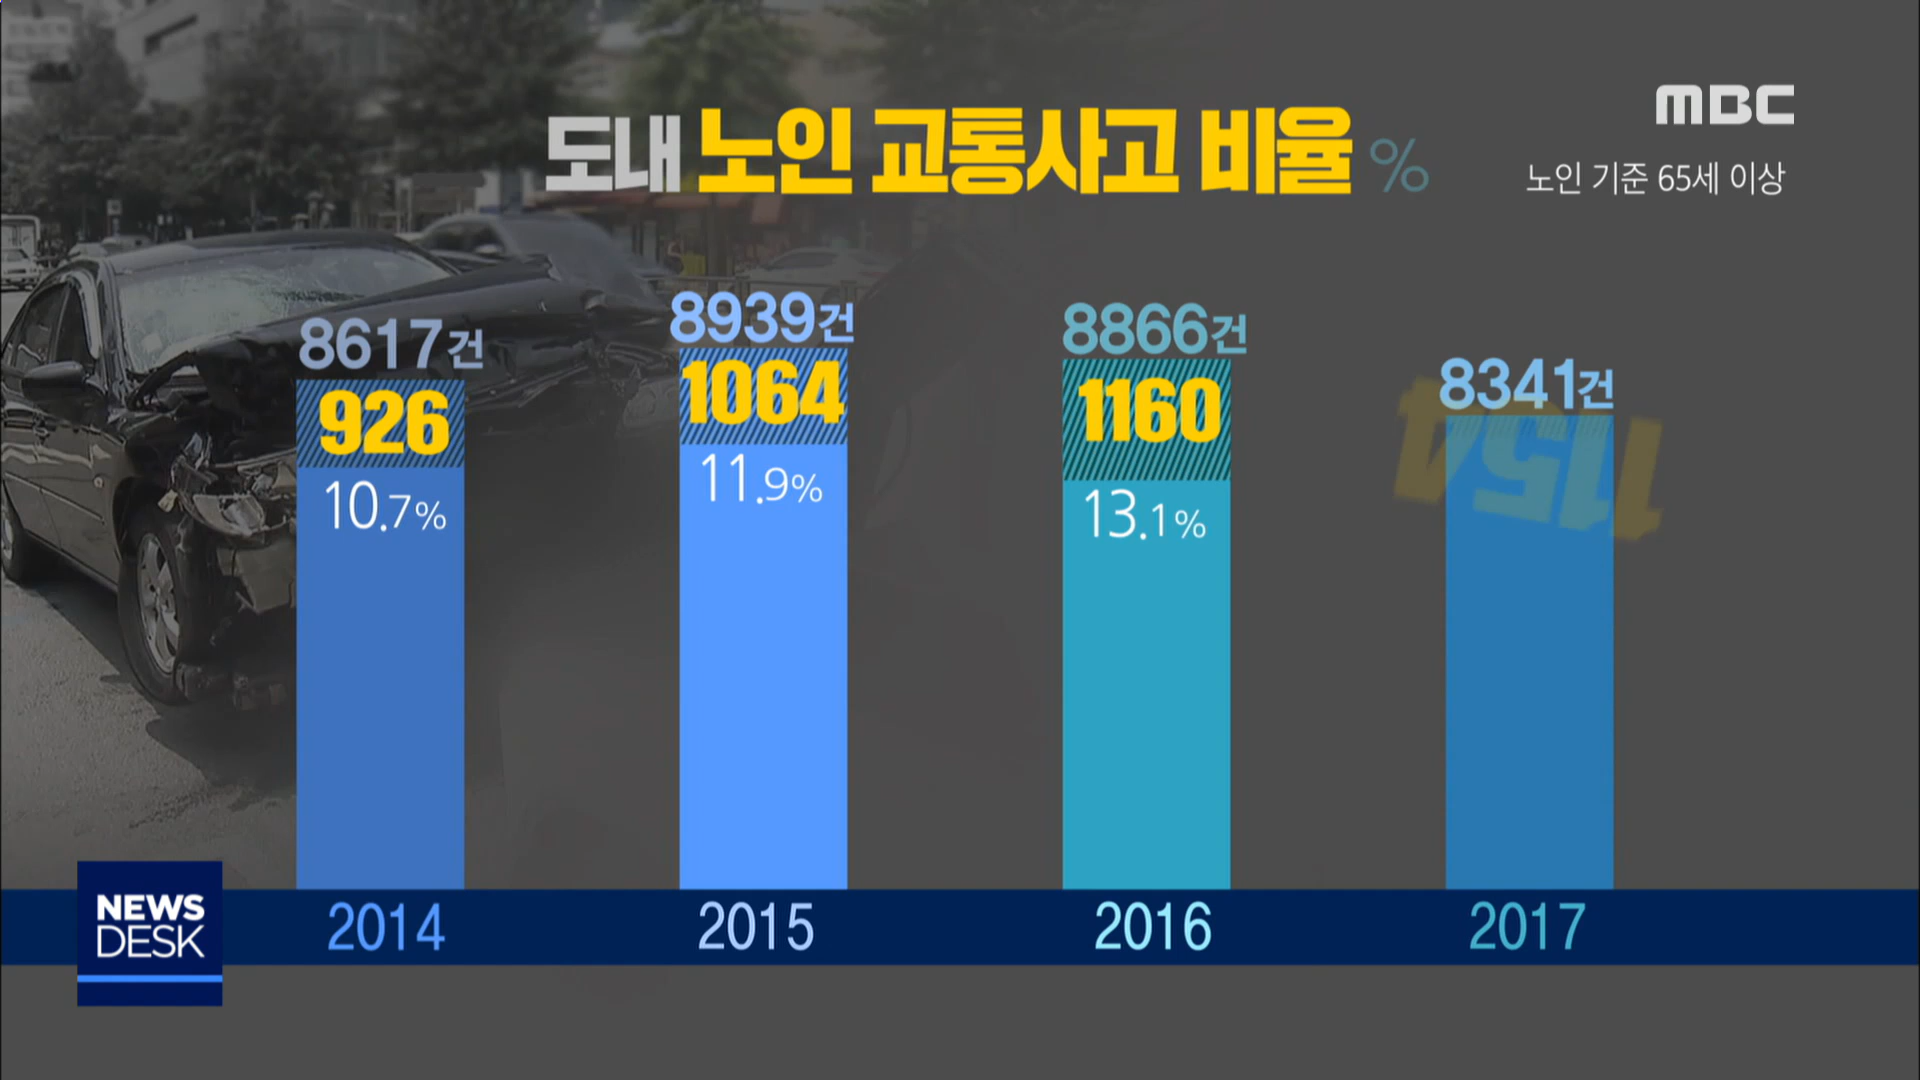 MBC
도내 노인 교통사고 비율 %
노인 기준 65세 이상
8617건
926
10.7%
8939건
1064
11.9%
8866건
1160
13.1%
8341건
1154
2014
2015
2016
2017
NEWS
DESK